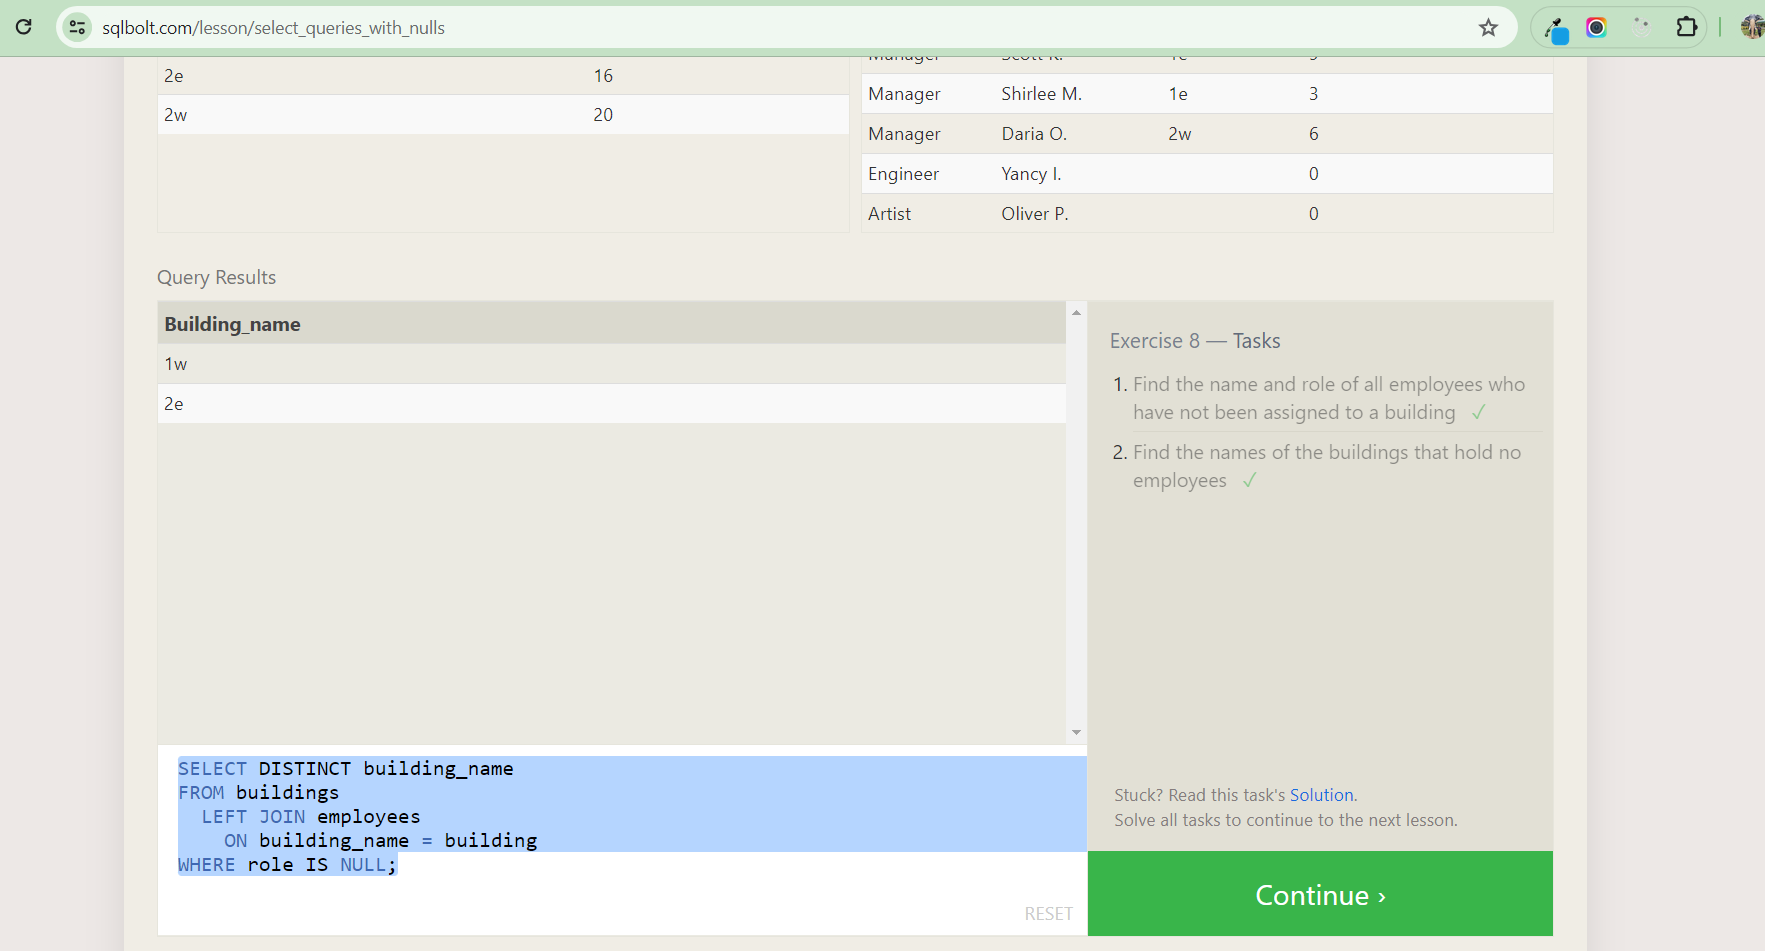 sqlbolt.com/lesson/select_queries_with_nulls
2e 16
2w 20
Manager Scott K.
Manager Shirlee M. 1e 3
Manager Daria O. 2w 6
Engineer Yancy I. 0
Artist Oliver P. 0
Query Results
Building_name
1w
2e
Exercise 8 — Tasks
1. Find the name and role of all employees who
have not been assigned to a building ✓
2. Find the names of the buildings that hold no
employees ✓
SELECT DISTINCT building_name
FROM buildings
LEFT JOIN employees
ON building_name = building
WHERE role IS NULL;
RESET
Stuck? Read this task's Solution.
Solve all tasks to continue to the next lesson.
Continue ›